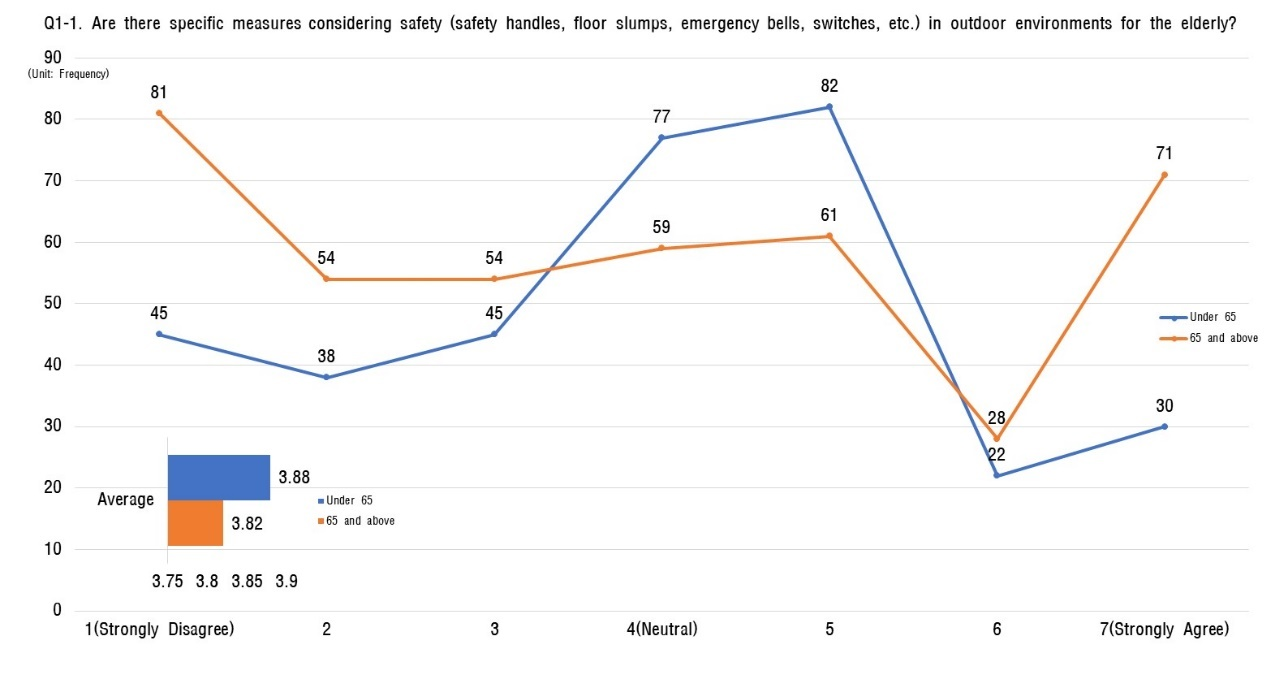 Q1-1. Are there specific measures considering safety (safety handles, floor slumps, emergency bells, switches, etc.) in outdoor environments for the elderly?
90
(Unit: Frequency)
81
82
80
77
71
70
61
60
59
54
54
50
45
45
Under 65
65 and above
40
38
30
30
28
22
20
3.88
Average
Under 65
3.82
65 and above
10
3.75 3.8 3.85 3.9
0
1(Strongly Disagree) 2 3 4(Neutral) 5 6 7(Strongly Agree)